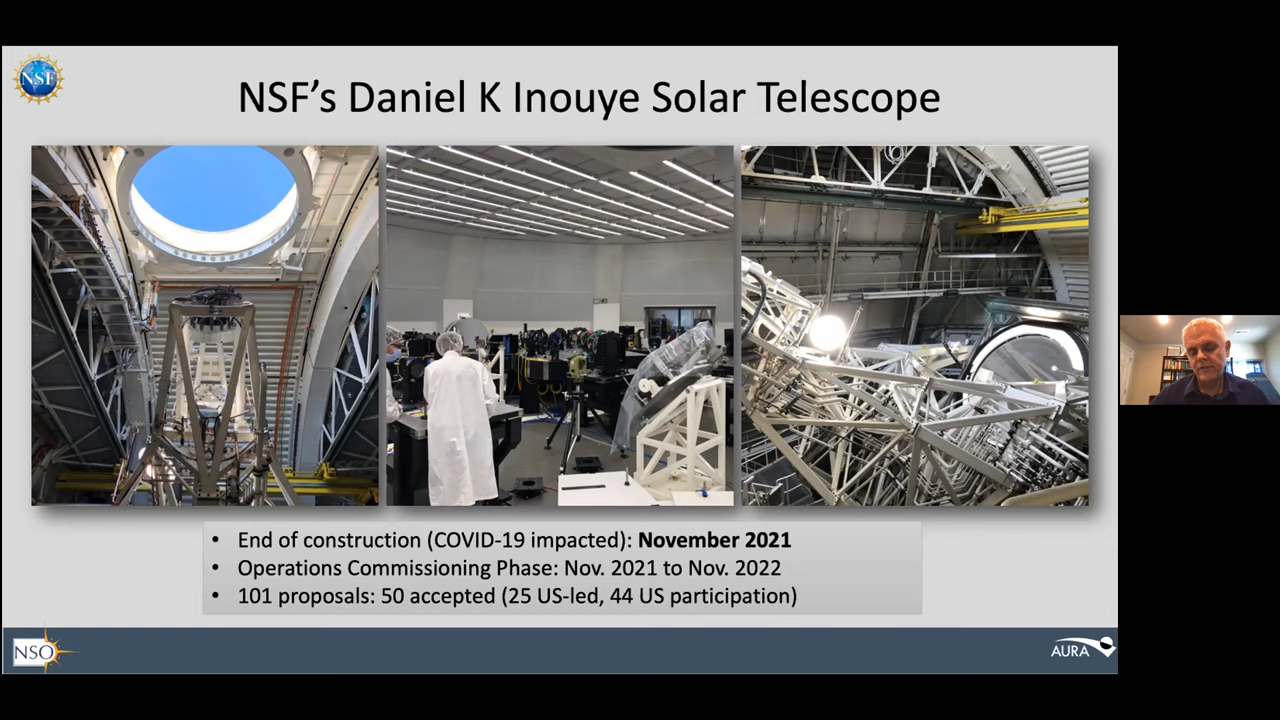 NSF
NSF's Daniel K Inouye Solar Telescope
• End of construction (COVID-19 impacted): November 2021
• Operations Commissioning Phase: Nov. 2021 to Nov. 2022
• 101 proposals: 50 accepted (25 US-led, 44 US participation)
NSO
AURA